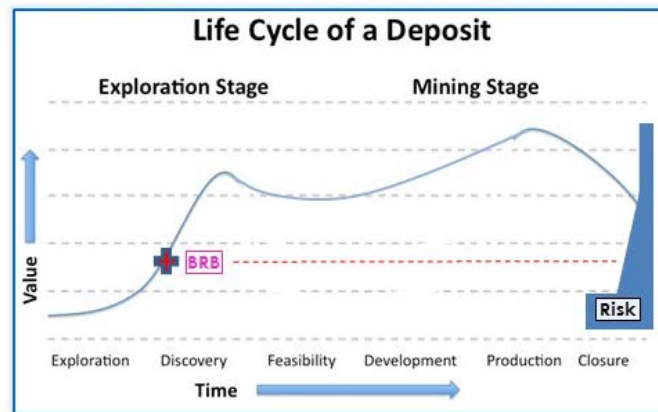 Life Cycle of a Deposit
Exploration Stage Mining Stage
Value
BRB
Risk
Exploration Discovery Feasibility Development Production Closure
Time